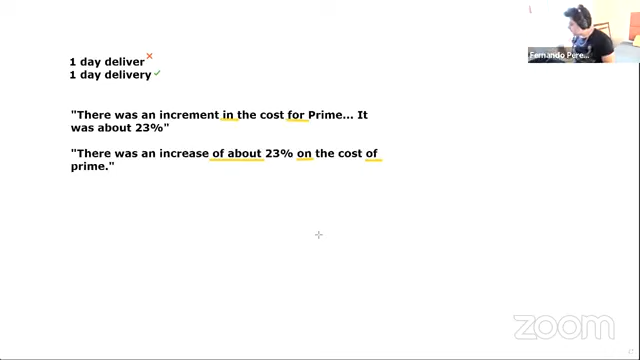 1 day deliver
1 day delivery
"There was an increment in the cost for Prime... It
was about 23%"
"There was an increase of about 23% on the cost of
prime."
Fernando Pere...
zoom